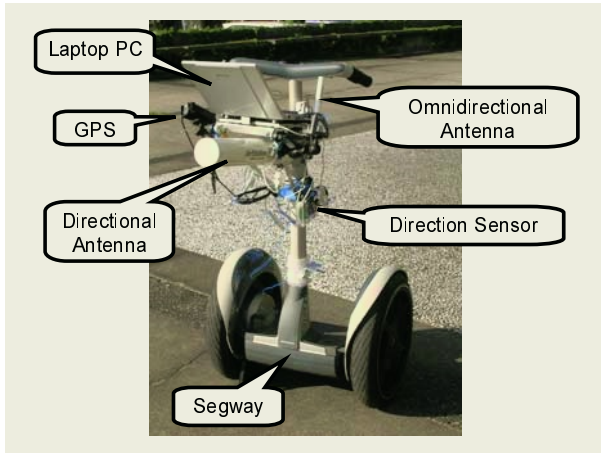 Laptop PC
GPS
Omnidirectional
Antenna
Directional
Antenna
Direction Sensor
Segway